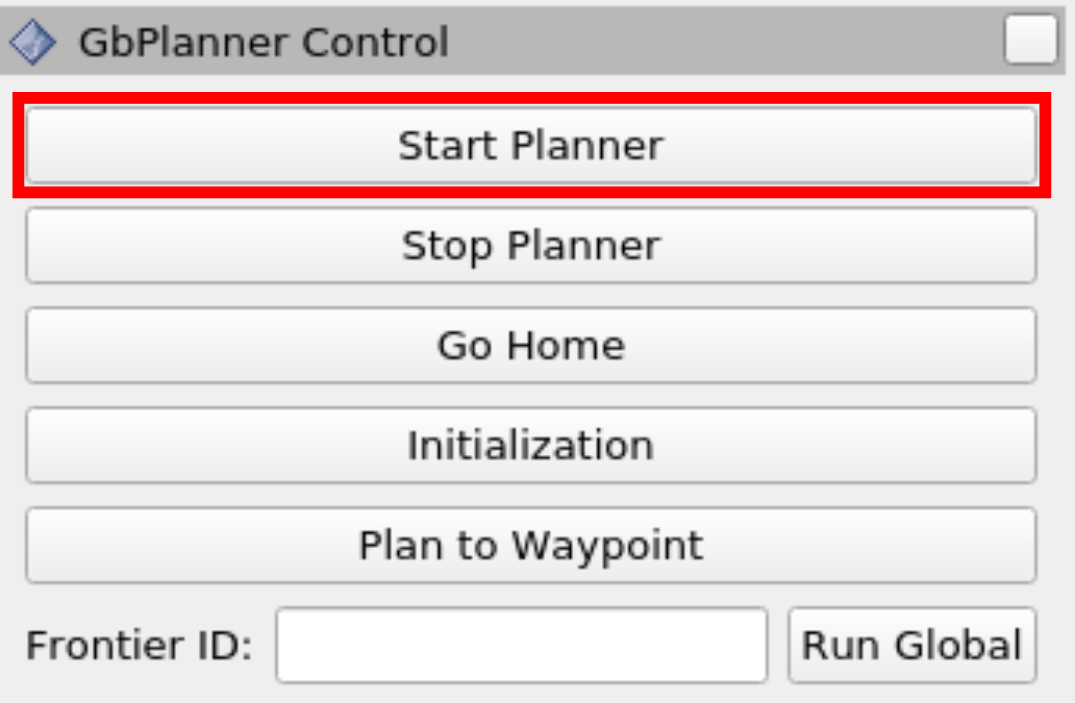 GbPlanner Control
Start Planner
Stop Planner
Go Home
Initialization
Plan to Waypoint
Frontier ID: Run Global